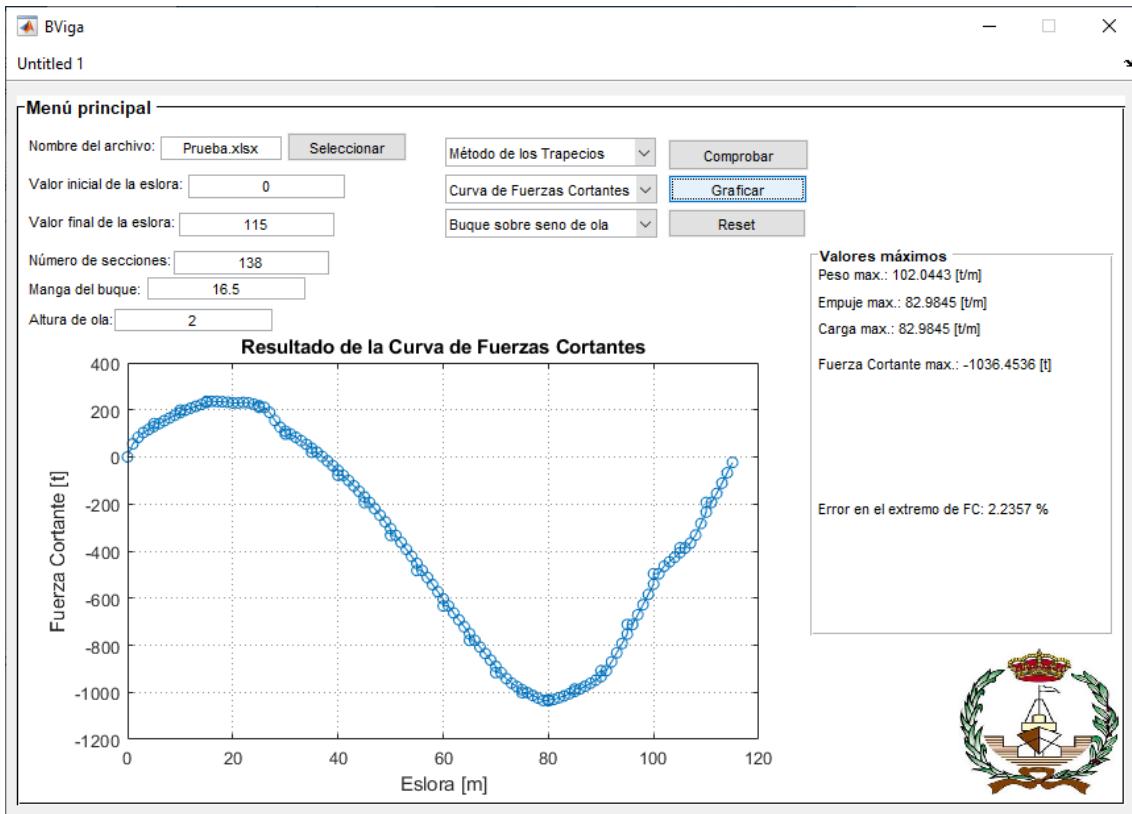 BViga
Untitled 1
Menú principal
Nombre del archivo: Prueba.xlsx Seleccionar
Valor inicial de la eslora: 0
Valor final de la eslora: 115
Número de secciones: 138
Manga del buque: 16.5
Altura de ola: 2
Método de los Trapecios Comprobar
Curva de Fuerzas Cortantes Graficar
Buque sobre seno de ola Reset
Valores máximos
Peso max.: 102.0443 [t/m]
Empuje max.: 82.9845 [t/m]
Carga max.: 82.9845 [t/m]
Fuerza Cortante max.: -1036.4536 [t]
Error en el extremo de FC: 2.2357 %
Resultado de la Curva de Fuerzas Cortantes
Fuerza Cortante [t]
400
200
0
-200
-400
-600
-800
-1000
-1200
0 20 40 60 80 100 120
Eslora [m]